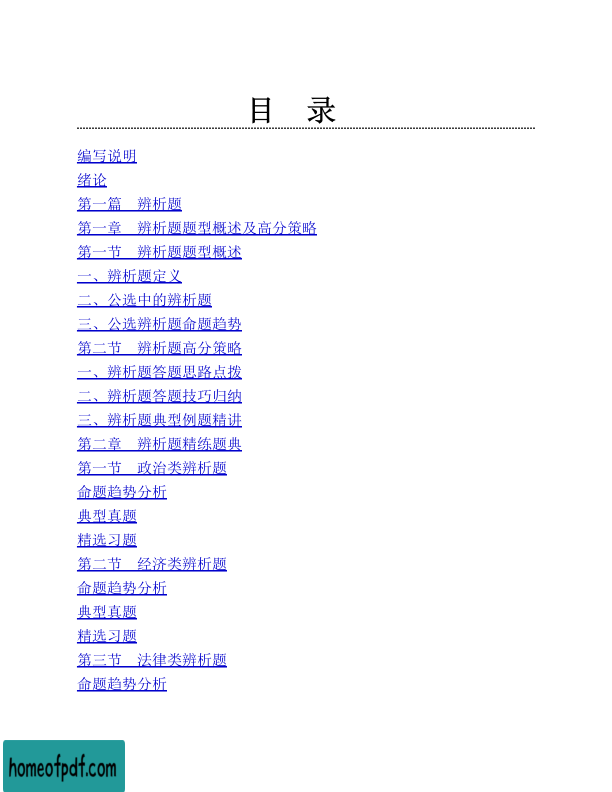 目 录
编写说明
绪论
第一篇　辨析题
第一章　辨析题题型概述及高分策略
第一节　辨析题题型概述
一、辨析题定义
二、公选中的辨析题
三、公选辨析题命题趋势
第二节　辨析题高分策略
一、辨析题答题思路点拨
二、辨析题答题技巧归纳
三、辨析题典型例题精讲
第二章　辨析题精练题典
第一节　政治类辨析题
命题趋势分析
典型真题
精选习题
第二节　经济类辨析题
命题趋势分析
典型真题
精选习题
第三节　法律类辨析题
命题趋势分析
homeofpdf.com